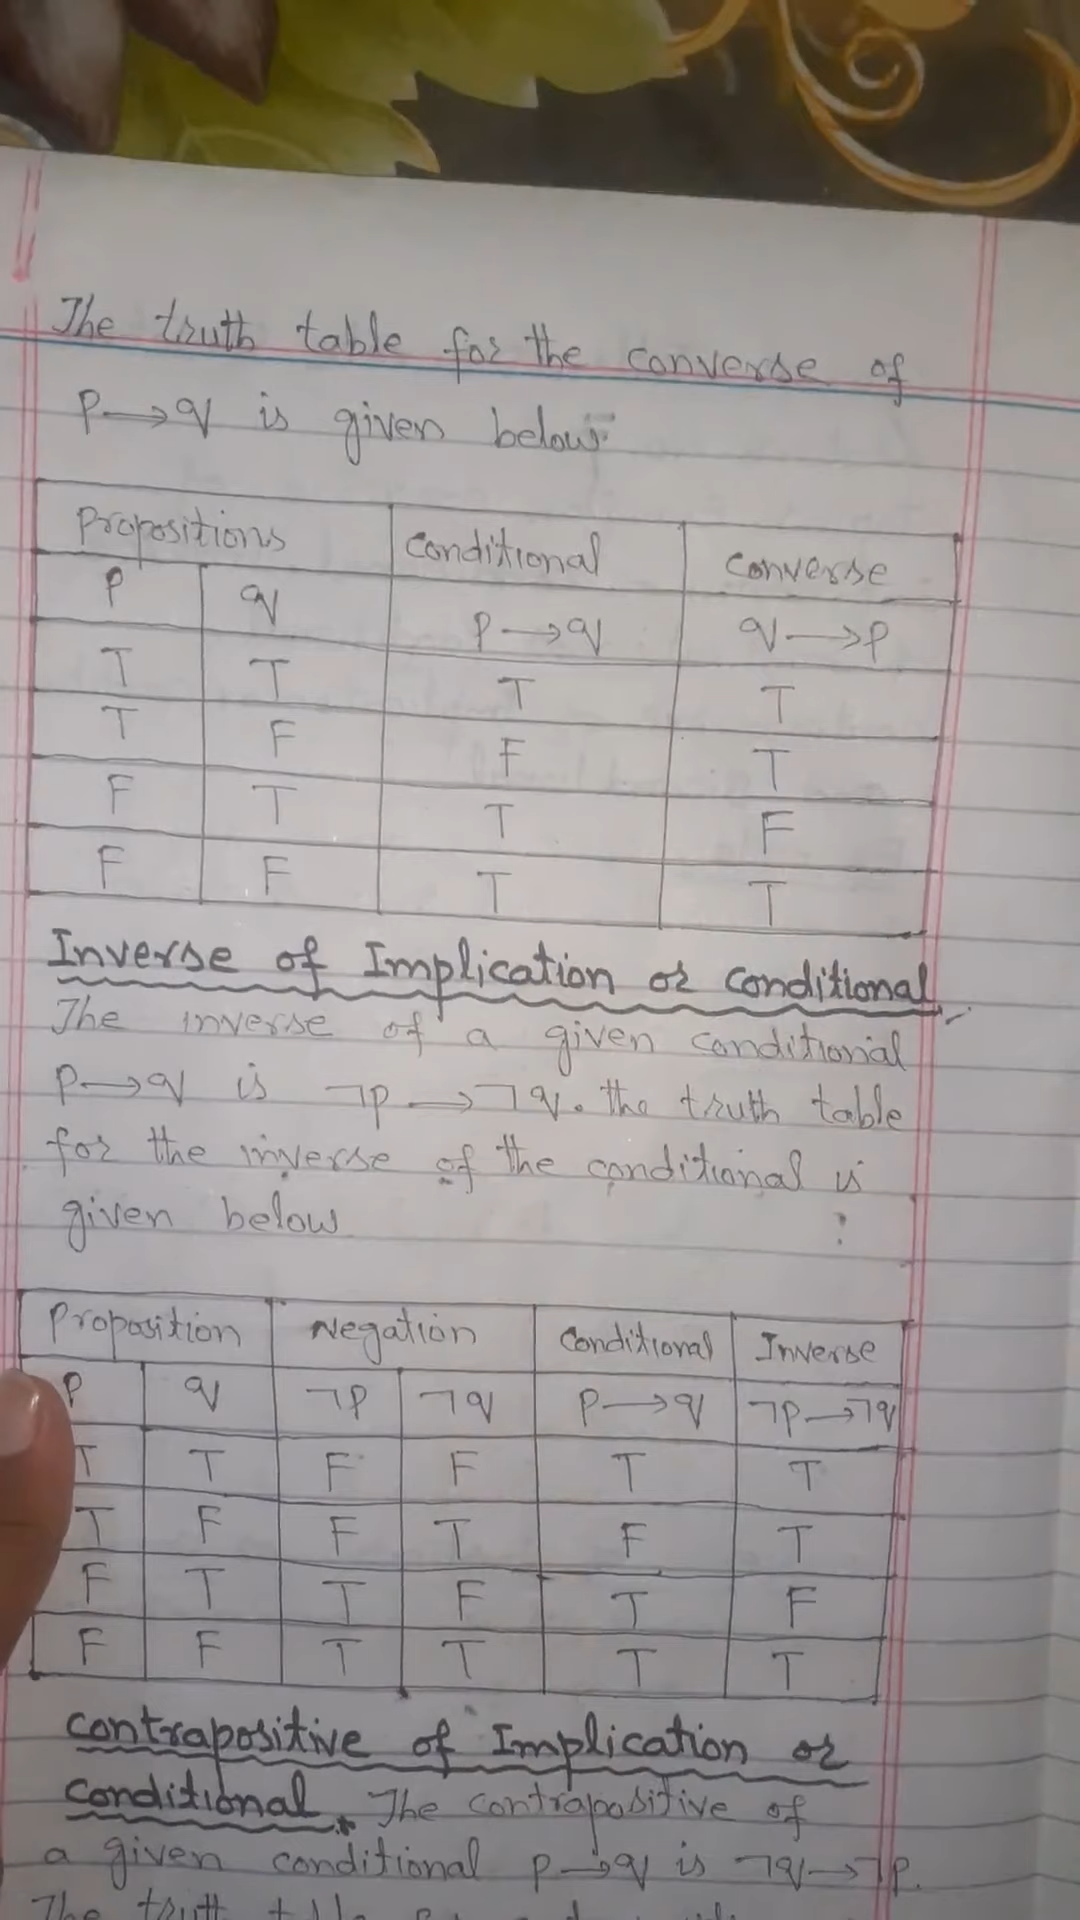 The truth table for the converse of
p→q is given below
Propositions Conditional Converse
p q p→q q→p
T T T T
T F F T
F T T F
F F T T
Inverse of Implication or conditional
The inverse of a given conditional
p→q is ¬p→¬q. the truth table
for the inverse of the conditional is
given below :
Proposition Negation Conditional Inverse
p q ¬p ¬q p→q ¬p→¬q
T T F F T T
T F F T F T
F T T F T F
F F T T T T
contrapositive of Implication or
conditional. The contrapositive of
a given conditional p→q is ¬q→¬p.
The truth